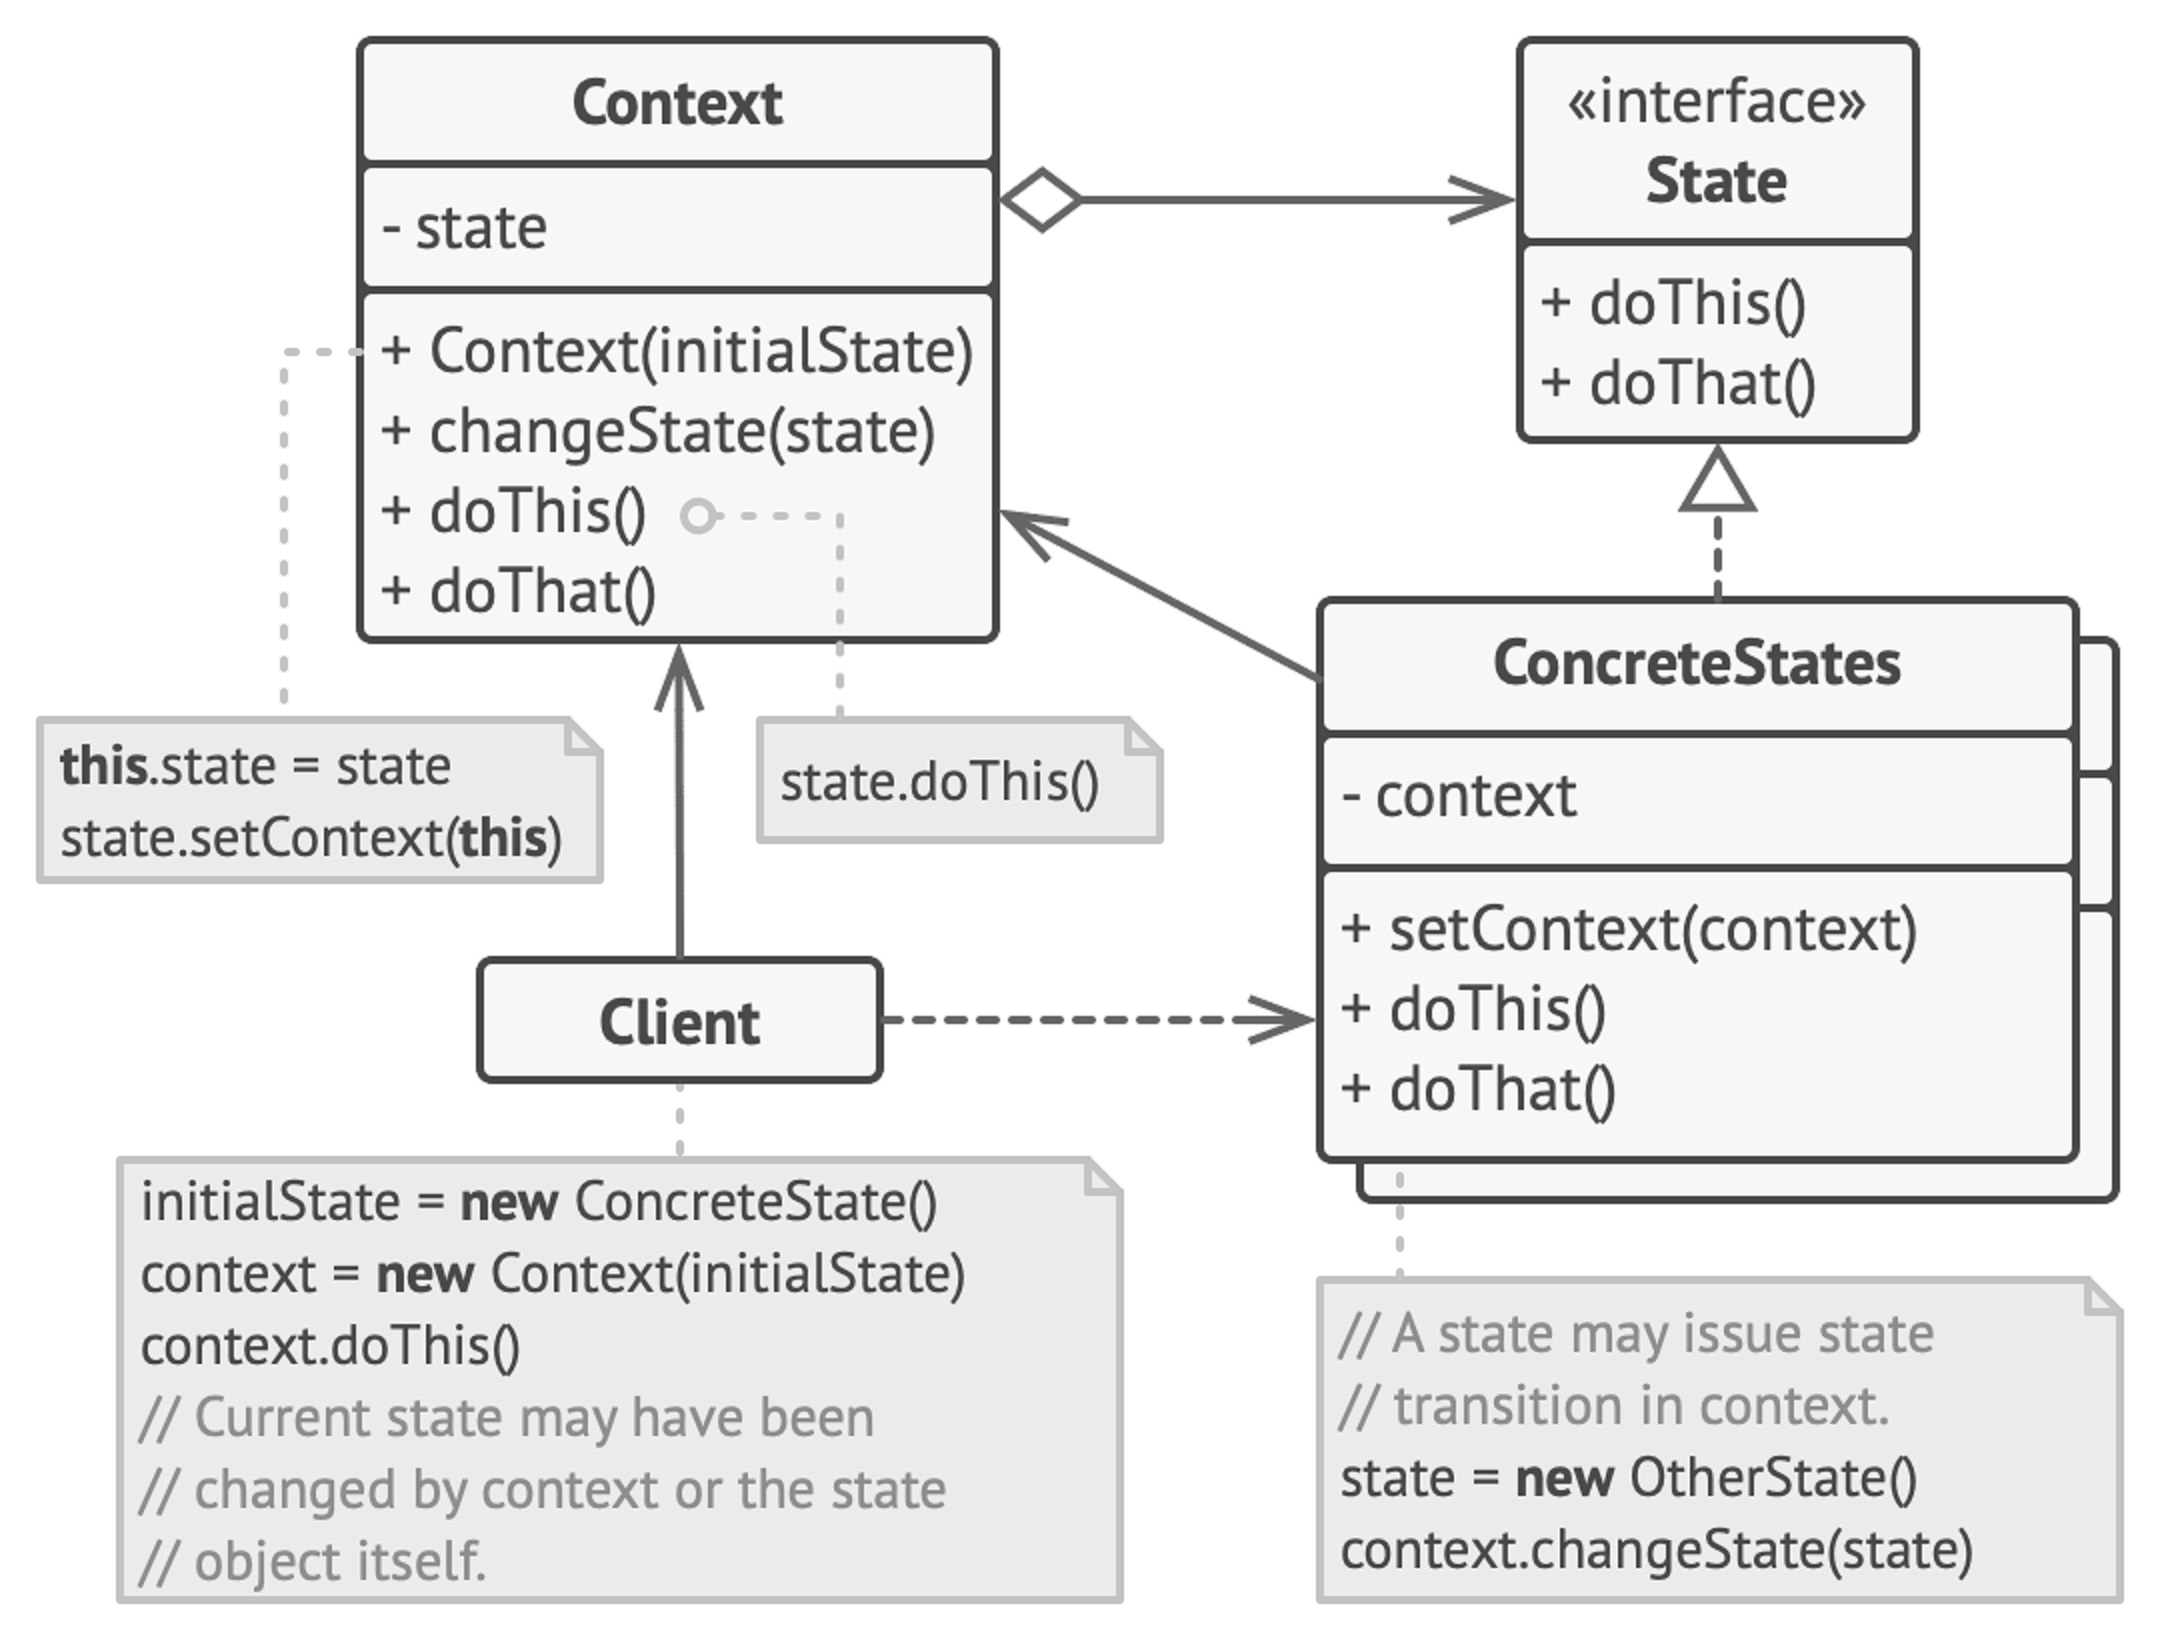 Context
- state
+ Context(initialState)
+ changeState(state)
+ doThis()
+ doThat()
«interface»
State
+ doThis()
+ doThat()
this.state = state
state.setContext(this)
state.doThis()
ConcreteStates
- context
+ setContext(context)
+ doThis()
+ doThat()
Client
initialState = new ConcreteState()
context = new Context(initialState)
context.doThis()
// Current state may have been
// changed by context or the state
// object itself.
// A state may issue state
// transition in context.
state = new OtherState()
context.changeState(state)